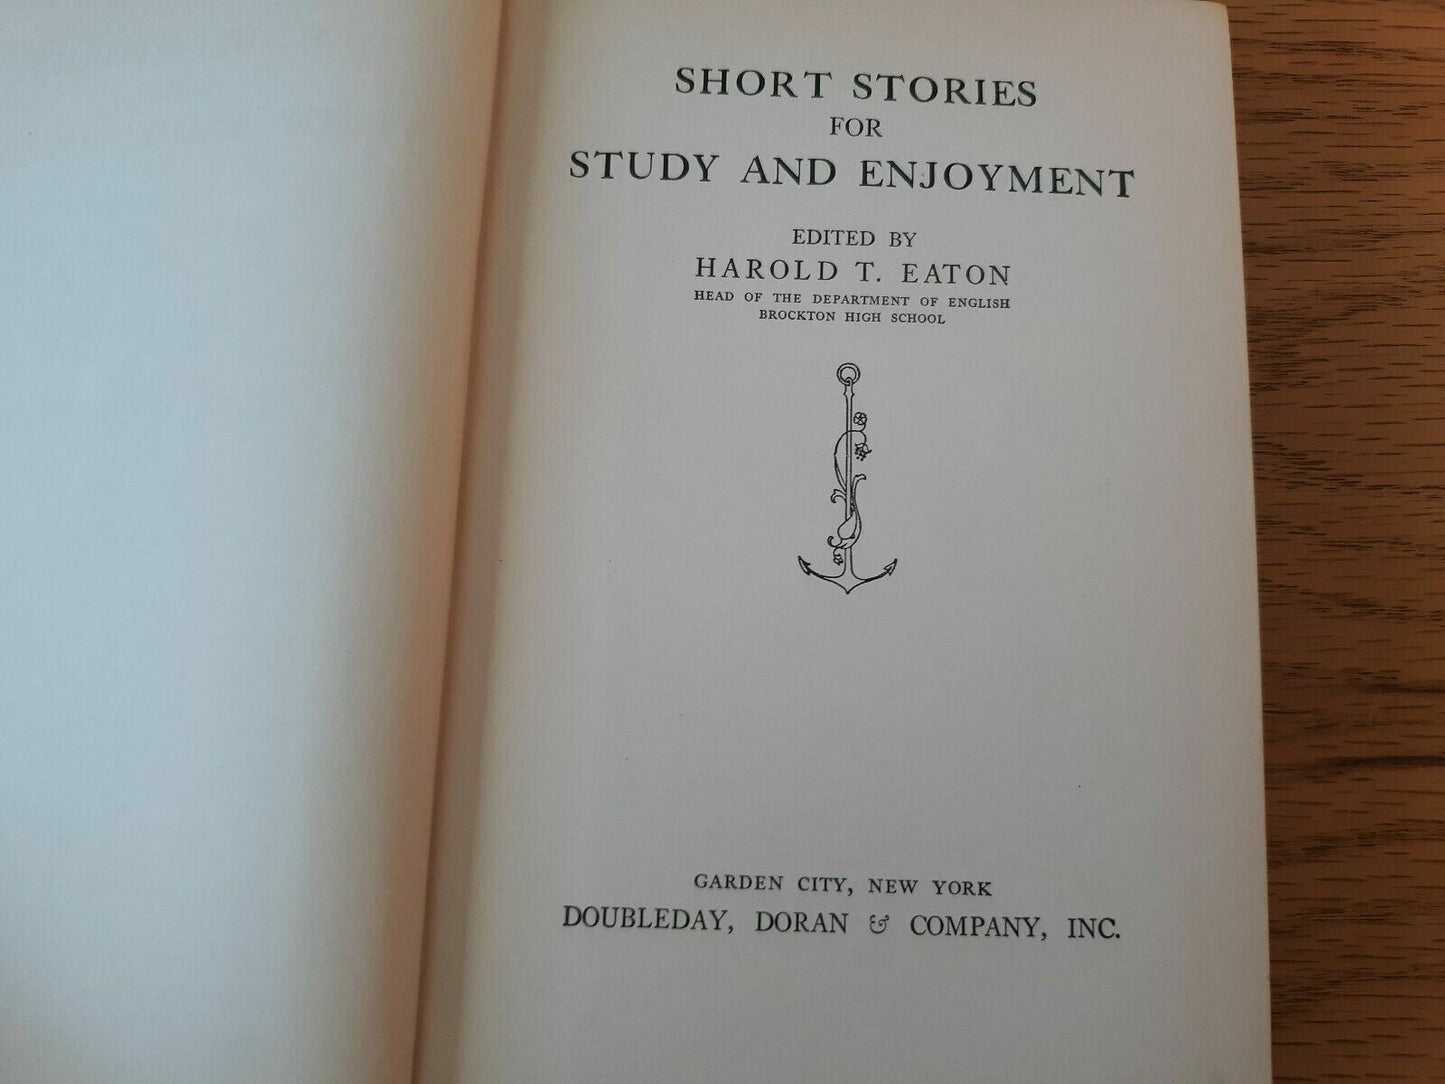 SHORT STORIES
FOR
STUDY AND ENJOYMENT
EDITED BY
HAROLD T. EATON
HEAD OF THE DEPARTMENT OF ENGLISH
BROCKTON HIGH SCHOOL
GARDEN CITY, NEW YORK
DOUBLEDAY, DORAN & COMPANY, INC.